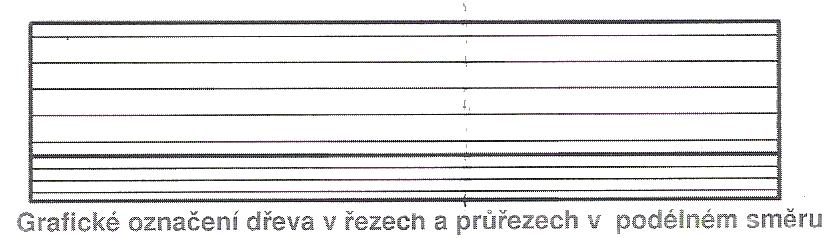 Grafické označení dřeva v řezech a průřezech v podélném směru